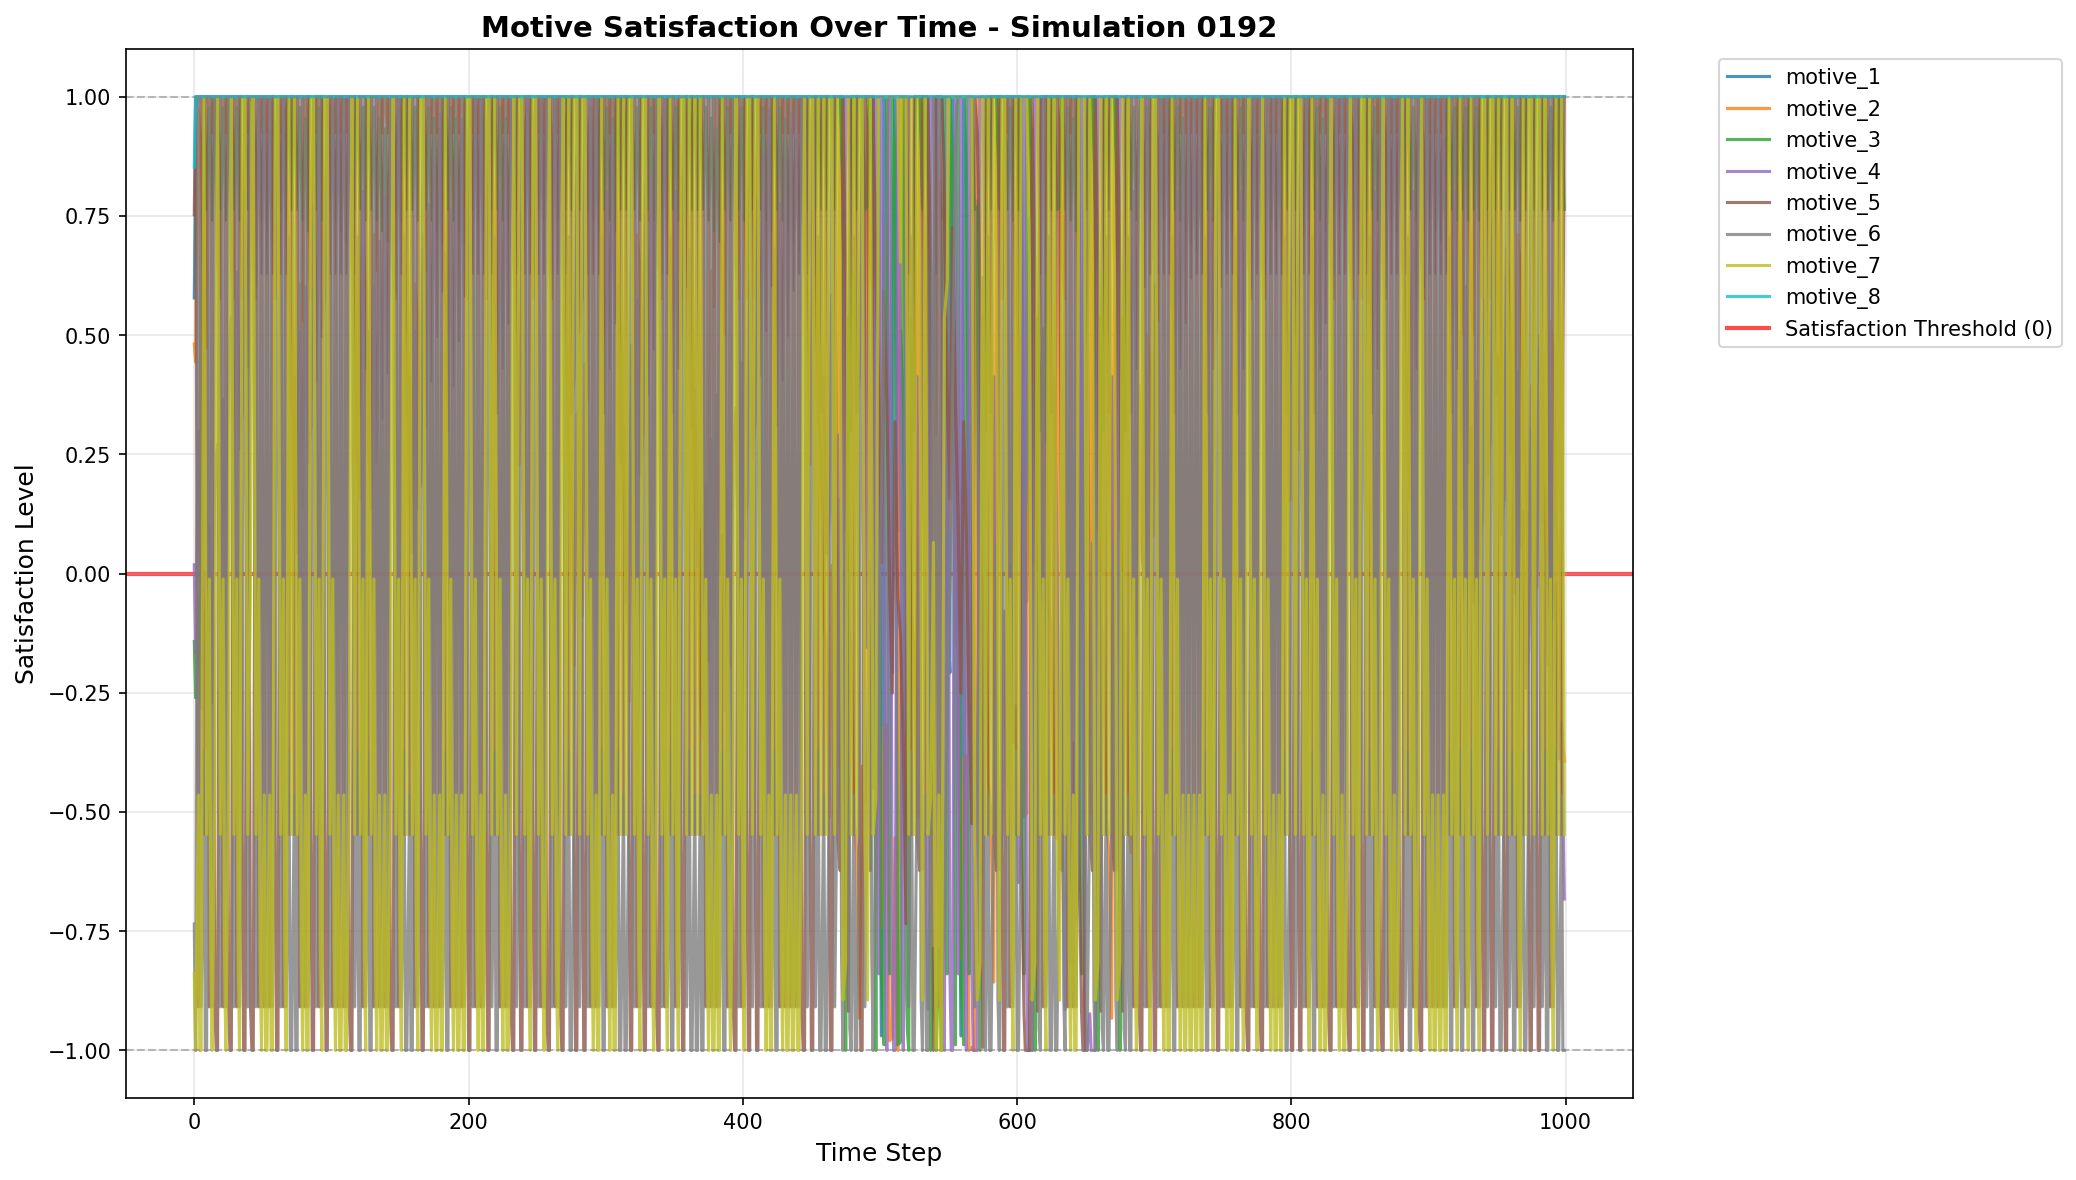 Motive Satisfaction Over Time - Simulation 0192
1.00
0.75
0.50
0.25
0.00
−0.25
−0.50
−0.75
−1.00
Satisfaction Level
0
200
400
600
800
1000
Time Step
motive_1
motive_2
motive_3
motive_4
motive_5
motive_6
motive_7
motive_8
Satisfaction Threshold (0)